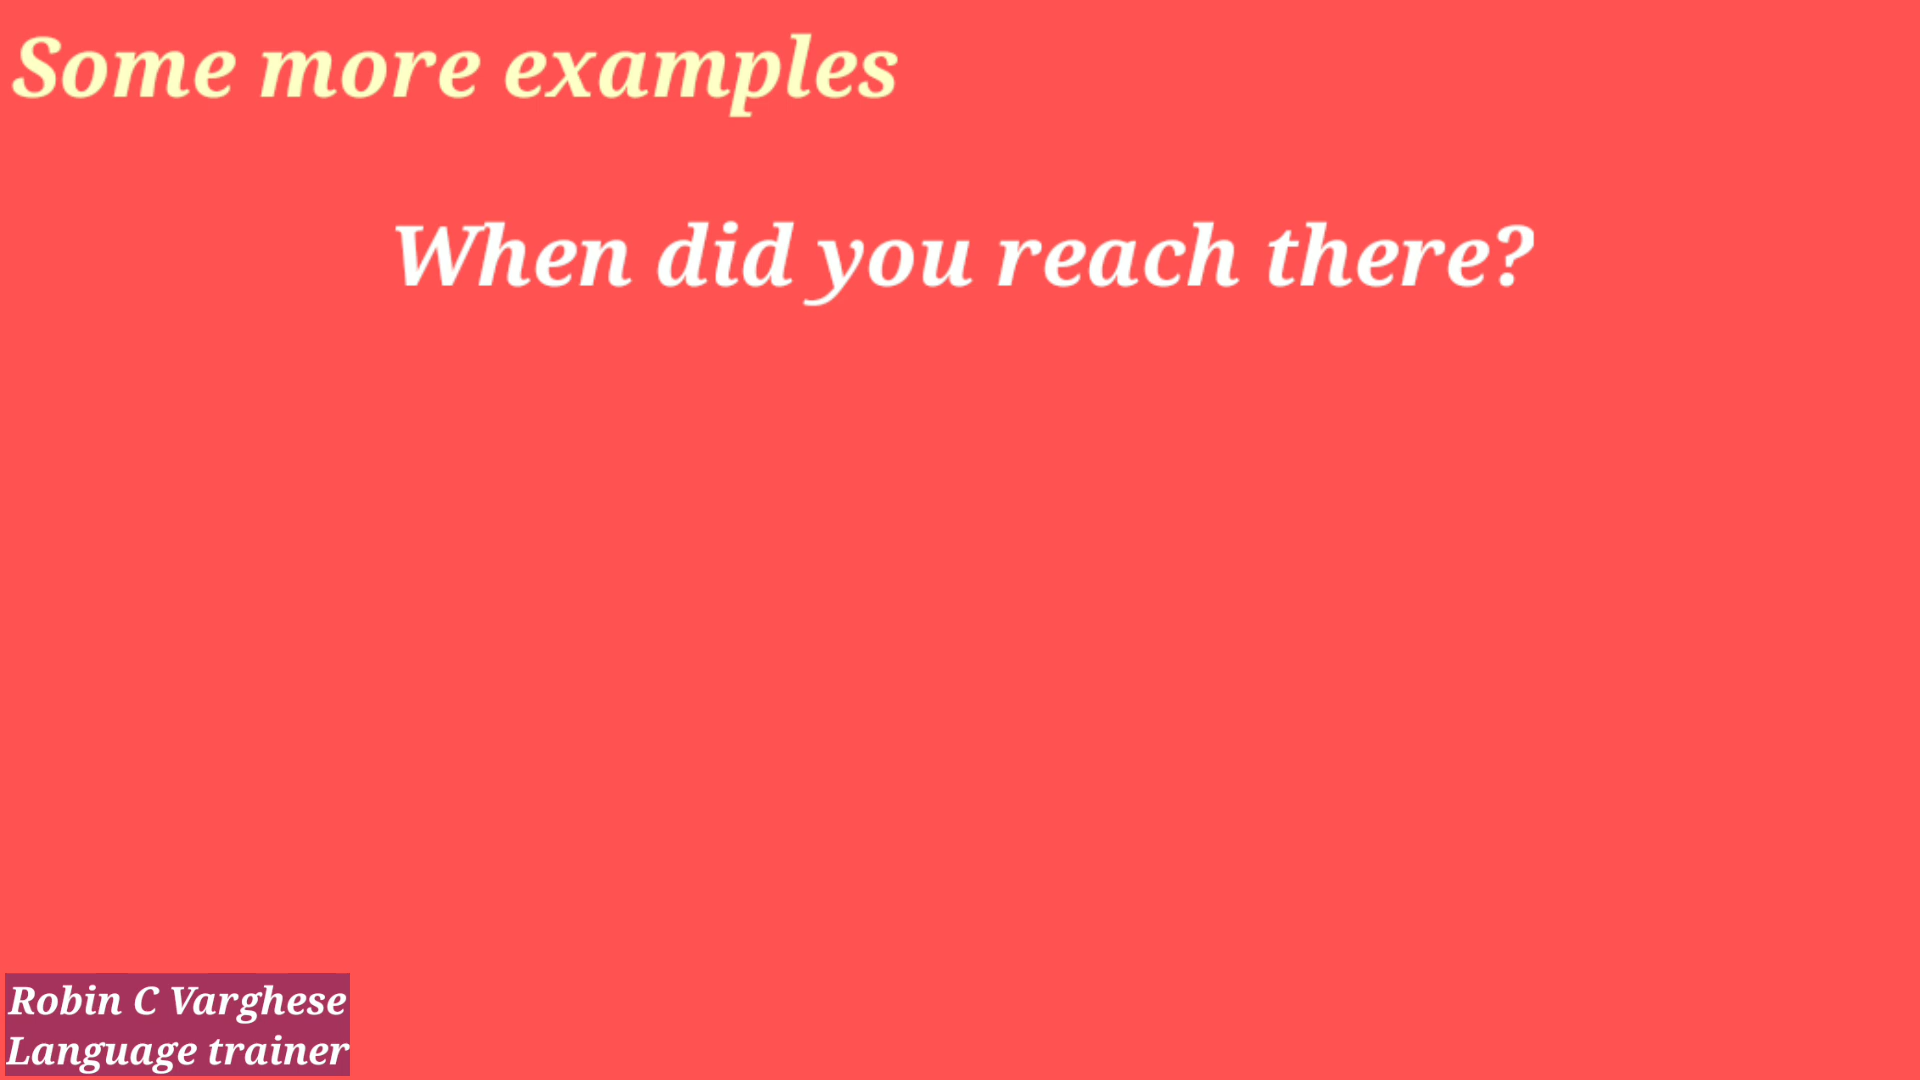 Some more examples
When did you reach there?
Robin C Varghese
Language trainer